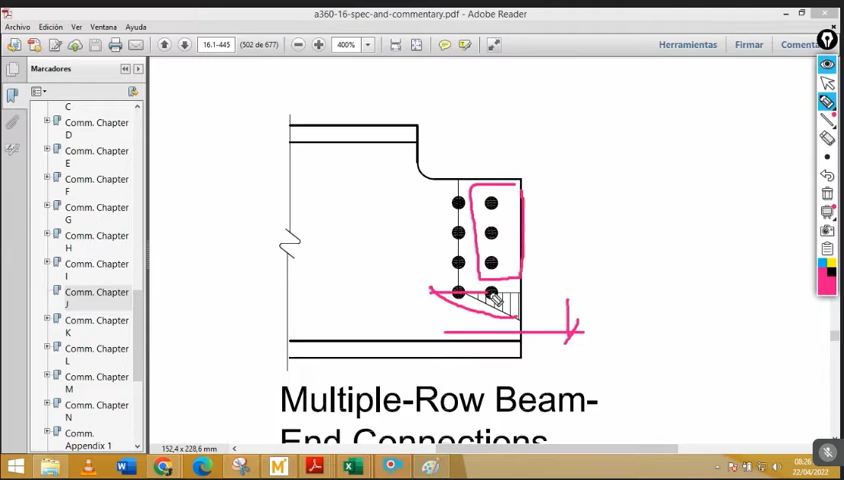 a360-16-spec-and-commentary.pdf - Adobe Reader
Archivo Edición Ver Ventana Ayuda
16.1-445 (502 de 677) 400% Herramientas Firmar Comenta
Marcadores
C
Comm. Chapter
D
Comm. Chapter
E
Comm. Chapter
F
Comm. Chapter
G
Comm. Chapter
H
Comm. Chapter
I
Comm. Chapter
J
Comm. Chapter
K
Comm. Chapter
L
Comm. Chapter
M
Comm. Chapter
N
Comm.
Appendix 1
Multiple-Row Beam-
End Connections
152,4 x 228,6 mm
08:26
22/04/2022